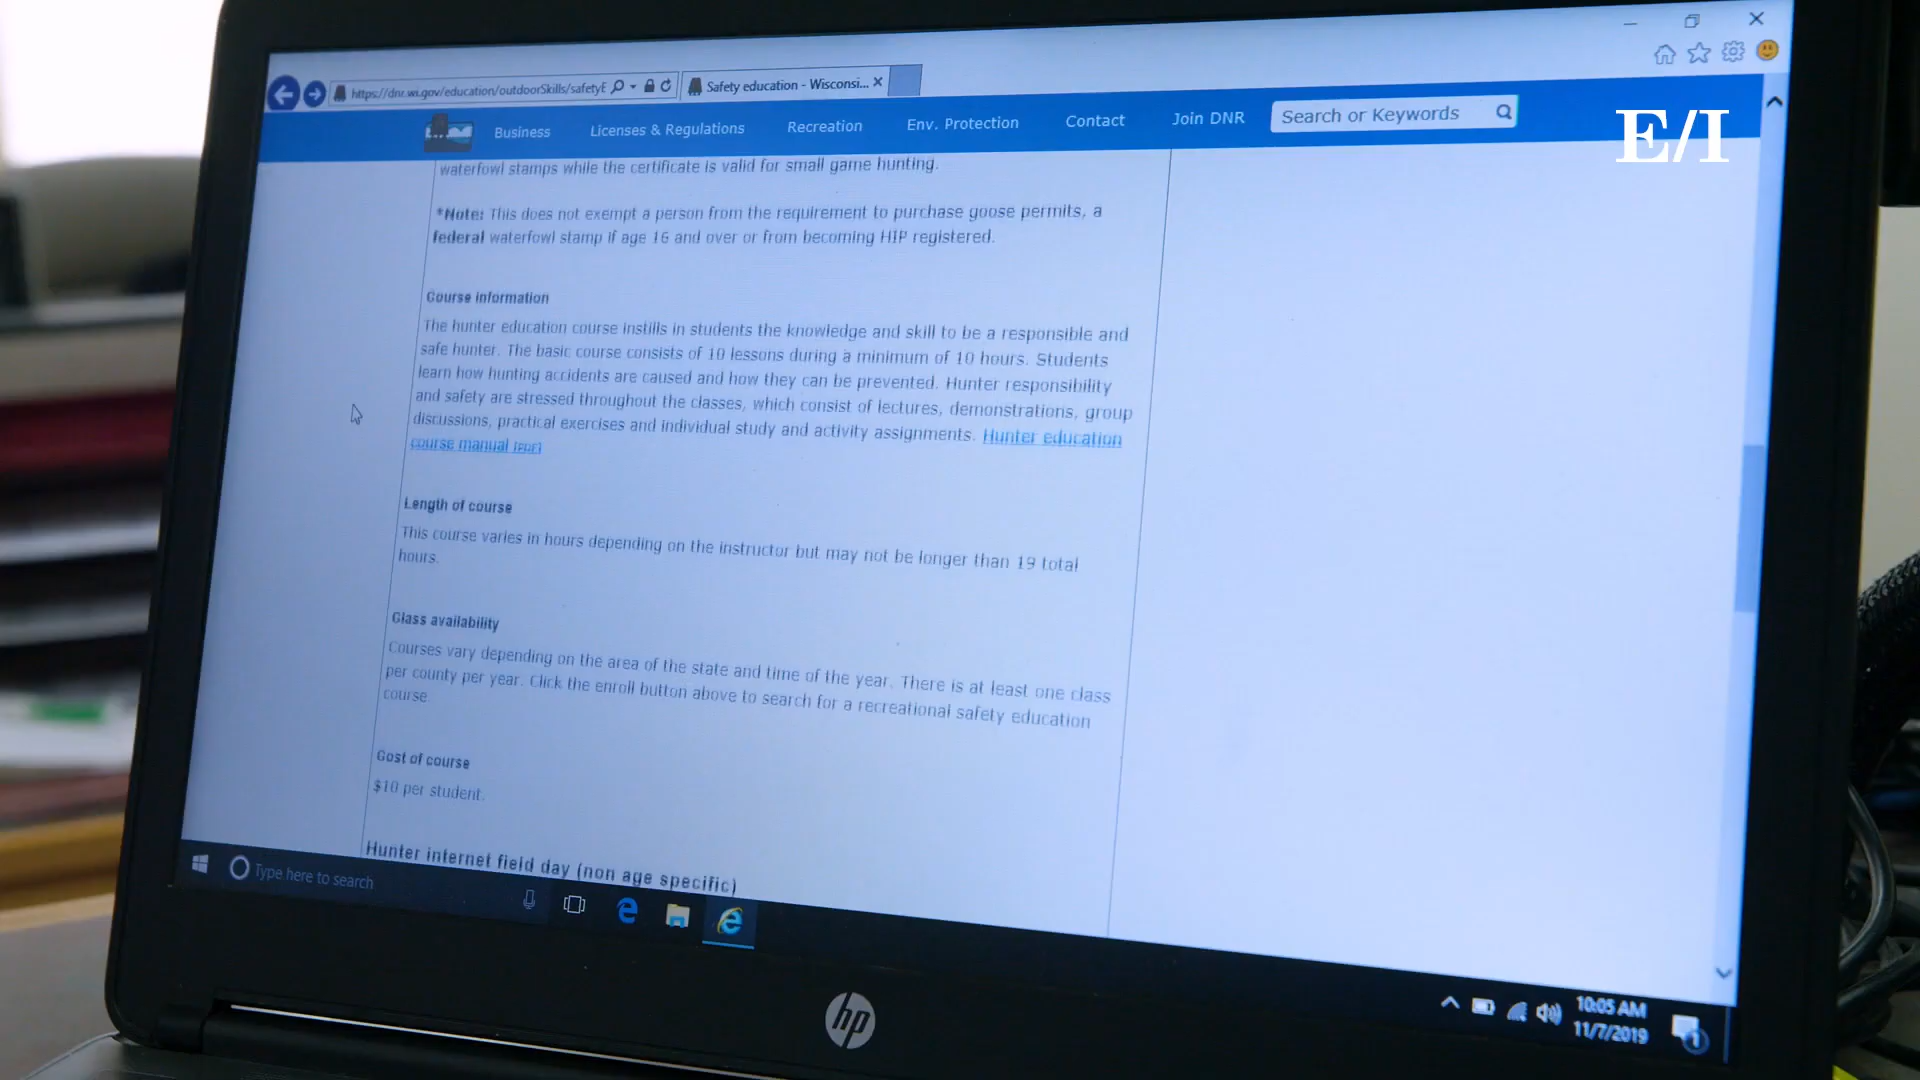 https://dnr.wi.gov/education/outdoorSkills/safetyE
Safety education - Wisconsi...
Business Licenses & Regulations Recreation Env. Protection Contact Join DNR Search or Keywords
E/I
waterfowl stamps while the certificate is valid for small game hunting.
*Note: This does not exempt a person from the requirement to purchase goose permits, a
federal waterfowl stamp if age 16 and over or from becoming HIP registered.
Course information
The hunter education course instills in students the knowledge and skill to be a responsible and
safe hunter. The basic course consists of 10 lessons during a minimum of 10 hours. Students
learn how hunting accidents are caused and how they can be prevented. Hunter responsibility
and safety are stressed throughout the classes, which consist of lectures, demonstrations, group
discussions, practical exercises and individual study and activity assignments. Hunter education
course manual [PDF]
Length of course
This course varies in hours depending on the instructor but may not be longer than 19 total
hours.
Class availability
Courses vary depending on the area of the state and time of the year. There is at least one class
per county per year. Click the enroll button above to search for a recreational safety education
course.
Cost of course
$10 per student.
Hunter internet field day (non age specific)
Type here to search
10:05 AM
11/7/2019
1
hp